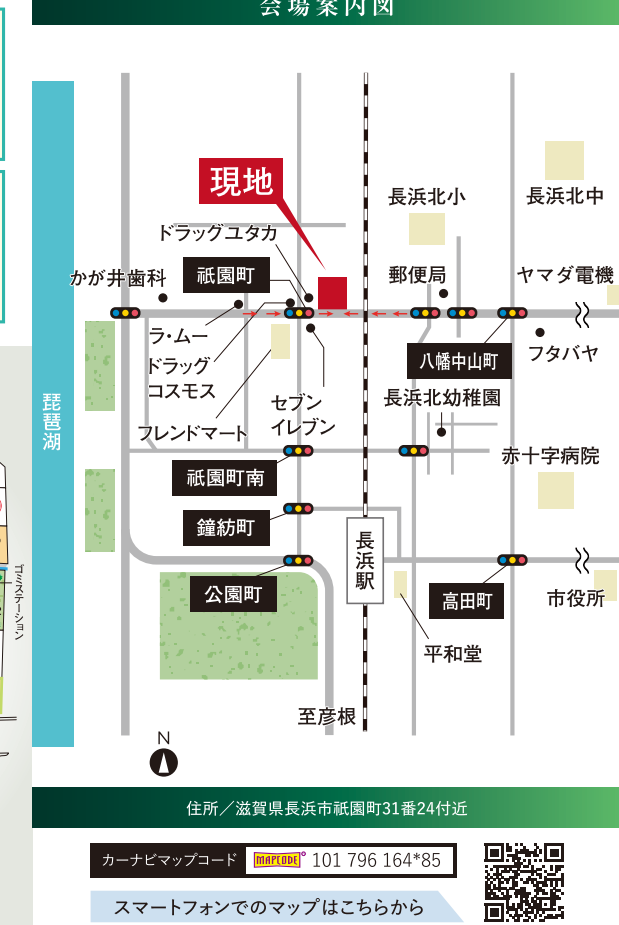 会場案内図
現地
長浜北小
長浜北中
ドラッグユタカ
祇園町
かが井歯科
郵便局
ヤマダ電機
ラ・ムー
ドラッグ
コスモス
八幡中山町
フタバヤ
セブン
イレブン
長浜北幼稚園
フレンドマート
琵琶湖
祇園町南
赤十字病院
鐘紡町
長浜駅
公園町
高田町
市役所
平和堂
ゴミステーション
至彦根
N
住所／滋賀県長浜市祇園町31番24付近
カーナビマップコード
MAPCODE® 101 796 164*85
スマートフォンでのマップはこちらから